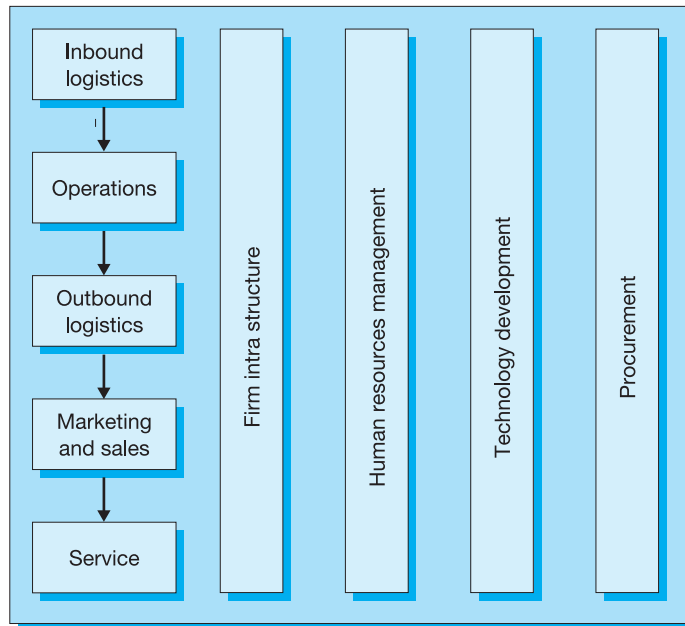 Inbound
logistics
Operations
Outbound
logistics
Marketing
and sales
Service
Firm intra structure
Human resources management
Technology development
Procurement